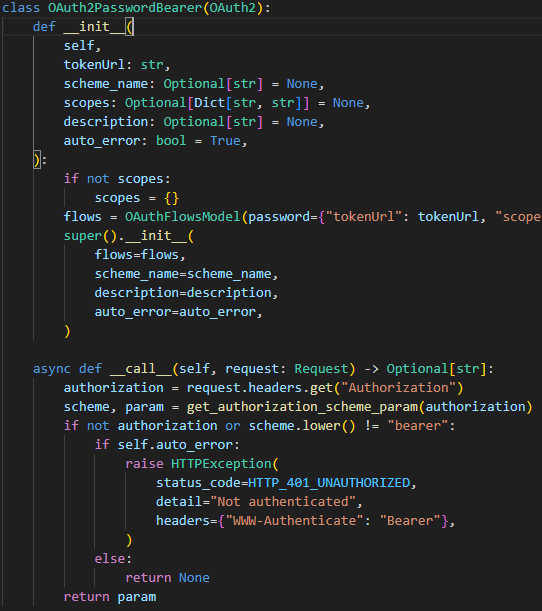 class OAuth2PasswordBearer(OAuth2):
    def __init__(
        self,
        tokenUrl: str,
        scheme_name: Optional[str] = None,
        scopes: Optional[Dict[str, str]] = None,
        description: Optional[str] = None,
        auto_error: bool = True,
    ):
        if not scopes:
            scopes = {}
        flows = OAuthFlowsModel(password={"tokenUrl": tokenUrl, "scope
        super().__init__(
            flows=flows,
            scheme_name=scheme_name,
            description=description,
            auto_error=auto_error,
        )

    async def __call__(self, request: Request) -> Optional[str]:
        authorization = request.headers.get("Authorization")
        scheme, param = get_authorization_scheme_param(authorization)
        if not authorization or scheme.lower() != "bearer":
            if self.auto_error:
                raise HTTPException(
                    status_code=HTTP_401_UNAUTHORIZED,
                    detail="Not authenticated",
                    headers={"WWW-Authenticate": "Bearer"},
                )
            else:
                return None
        return param